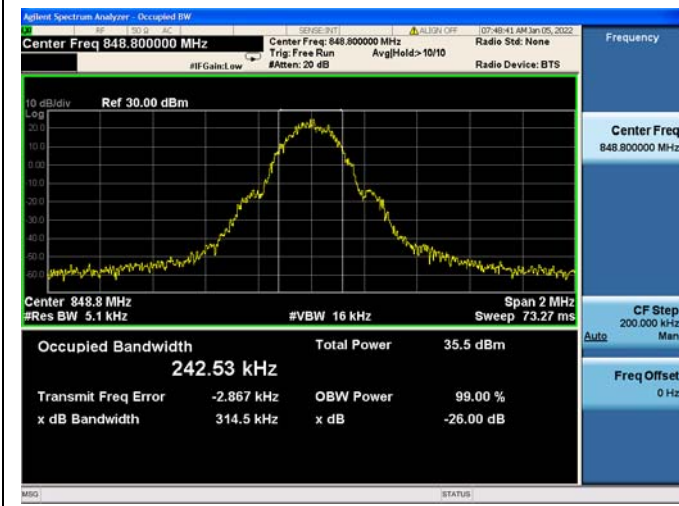 Agilent Spectrum Analyzer - Occupied BW
RF 50 Ω AC SENSE:INT ALIGN OFF 07:48:41 AM Jan 05, 2022
Center Freq 848.800000 MHz Center Freq: 848.800000 MHz Radio Std: None
Trig: Free Run Avg|Hold:> 10/10
#IFGain:Low #Atten: 20 dB Radio Device: BTS
Frequency
10 dB/div Ref 30.00 dBm
Log
20.0
10.0
0.00
10.0
20.0
30.0
40.0
50.0
60.0
Center 848.8 MHz Span 2 MHz
#Res BW 5.1 kHz #VBW 16 kHz Sweep 73.27 ms
Center Freq
848.800000 MHz
CF Step
200.000 kHz
Auto Man
Freq Offset
0 Hz
Occupied Bandwidth Total Power 35.5 dBm
242.53 kHz
Transmit Freq Error -2.867 kHz OBW Power 99.00 %
x dB Bandwidth 314.5 kHz x dB -26.00 dB
MSG STATUS